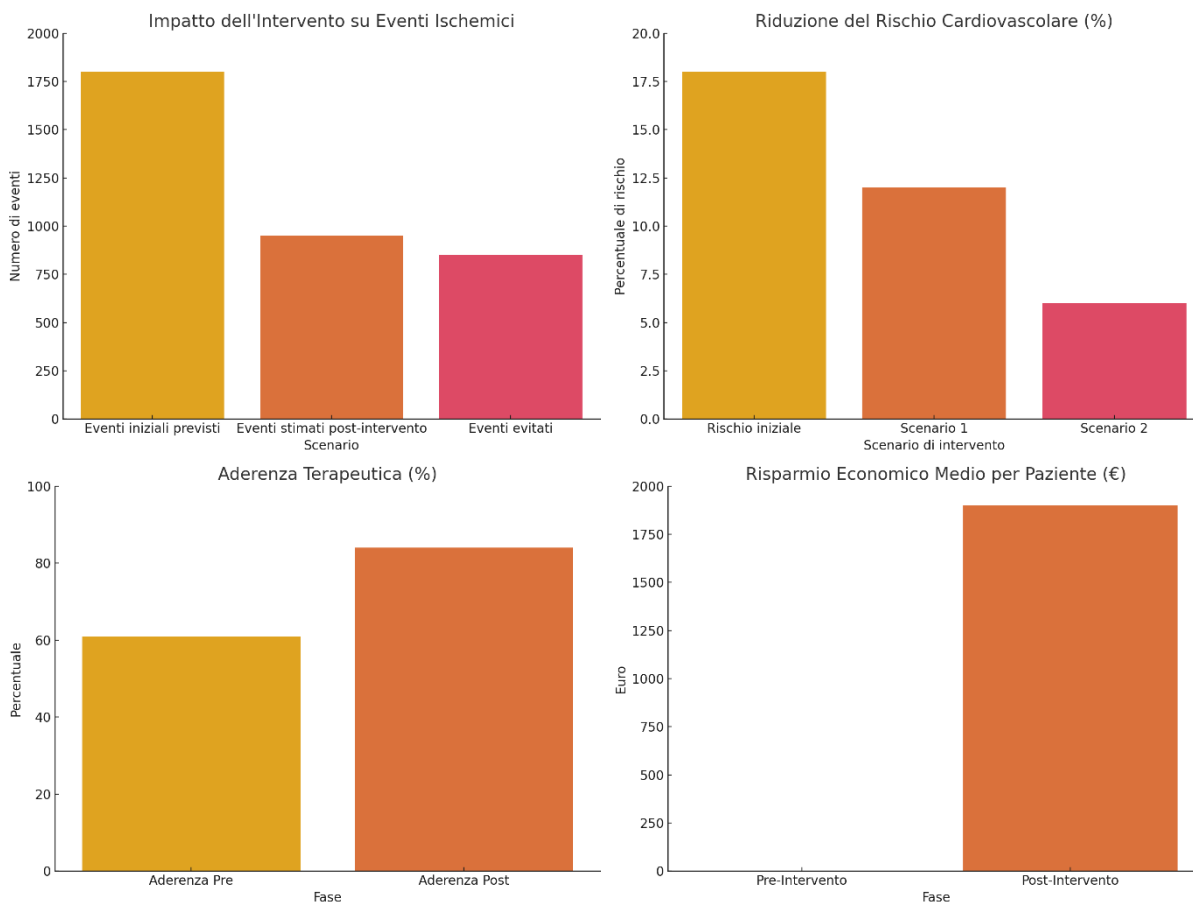 Impatto dell'Intervento su Eventi Ischemici
2000
1750
1500
1250
1000
750
500
250
0
Numero di eventi
Eventi iniziali previsti
Eventi stimati post-intervento
Eventi evitati
Scenario
Riduzione del Rischio Cardiovascolare (%)
20.0
17.5
15.0
12.5
10.0
7.5
5.0
2.5
0.0
Percentuale di rischio
Rischio iniziale
Scenario 1
Scenario 2
Scenario di intervento
Aderenza Terapeutica (%)
100
80
60
40
20
0
Percentuale
Aderenza Pre
Aderenza Post
Fase
Risparmio Economico Medio per Paziente (€)
2000
1750
1500
1250
1000
750
500
250
0
Euro
Pre-Intervento
Post-Intervento
Fase